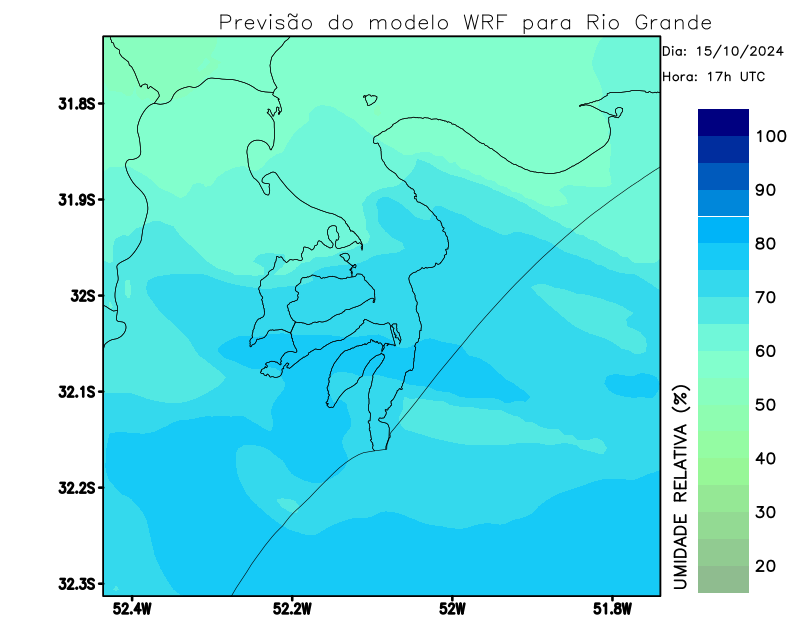 Previsão do modelo WRF para Rio Grande
Dia: 15/10/2024
Hora: 17h UTC
31.8S
31.9S
32S
32.1S
32.2S
32.3S
52.4W
52.2W
52W
51.8W
100
90
80
70
60
50
40
30
20
UMIDADE RELATIVA (%)